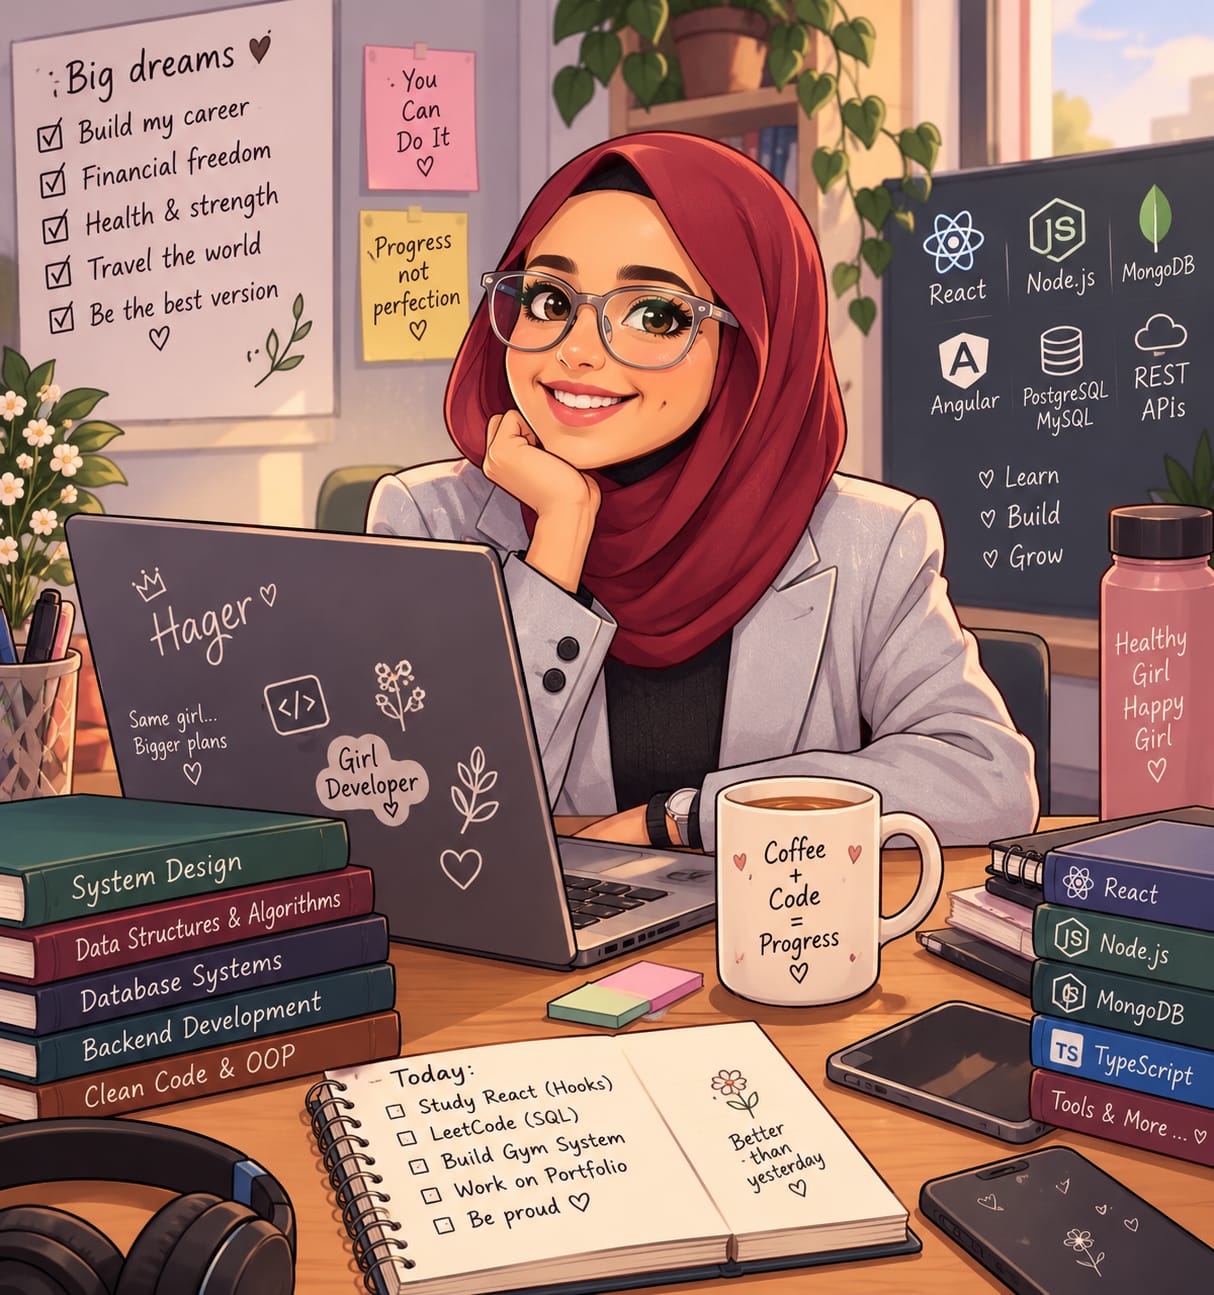 Big dreams
Build my career
Financial freedom
Health & strength
Travel the world
Be the best version
You
Can
Do It
Progress
not
perfection
React
JS
Node.js
MongoDB
A
Angular
PostgreSQL
MySQL
REST
APis
Learn
Build
Grow
Hager
</>
Same girl...
Bigger plans
Girl
Developer
Healthy
Girl
Happy
Girl
Coffee
+
Code
=
Progress
System Design
Data Structures & Algorithms
Database Systems
Backend Development
Clean Code & OOP
React
JS Node.js
MongoDB
TS TypeScript
Tools & More...
Today:
Study React (Hooks)
LeetCode (SQL)
Build Gym System
Work on Portfolio
Be proud
Better
than
yesterday